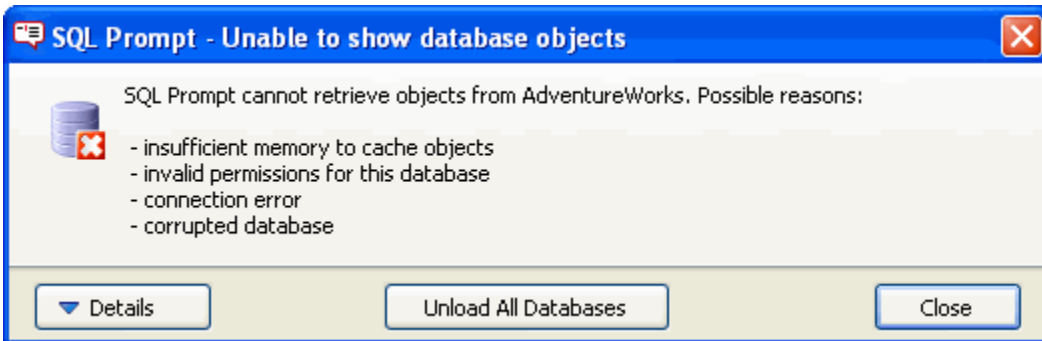 SQL Prompt - Unable to show database objects
SQL Prompt cannot retrieve objects from AdventureWorks. Possible reasons:
- insufficient memory to cache objects
- invalid permissions for this database
- connection error
- corrupted database
Details
Unload All Databases
Close